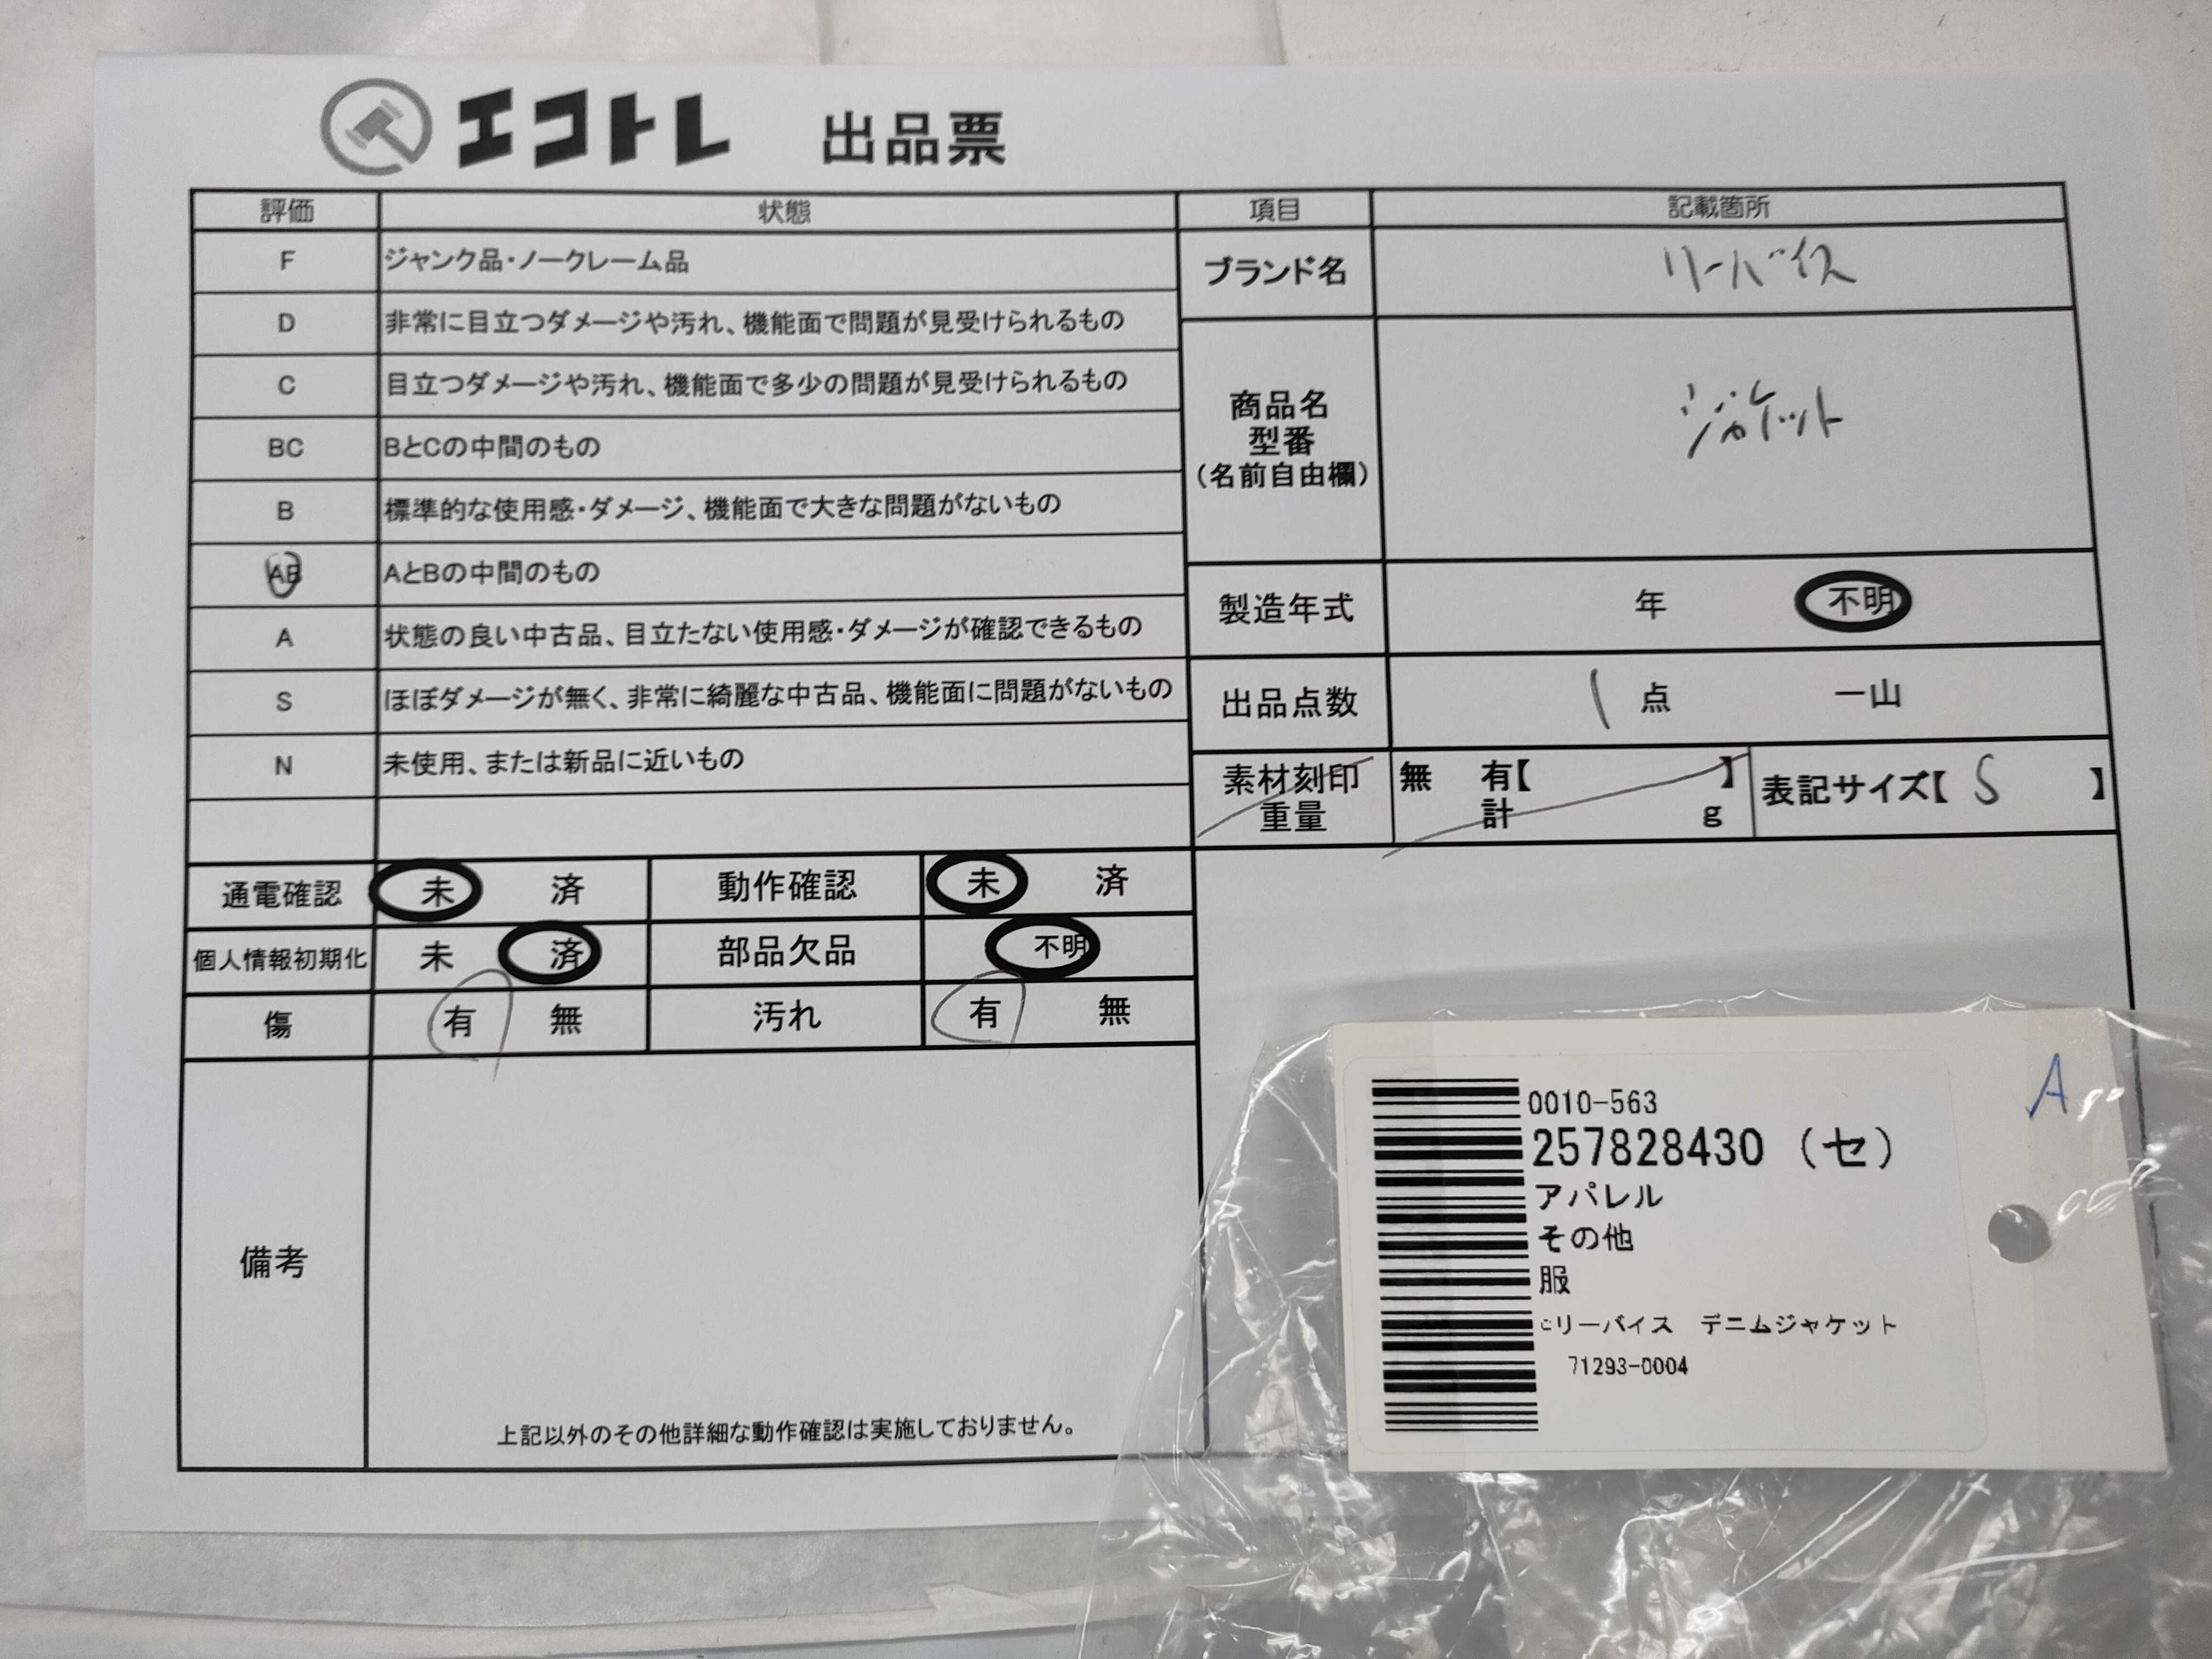 エコトレ 出品票
評価 状態 項目 記載箇所
F ジャンク品・ノークレーム品
D 非常に目立つダメージや汚れ、機能面で問題が見受けられるもの
C 目立つダメージや汚れ、機能面で多少の問題が見受けられるもの
BC BとCの中間のもの
B 標準的な使用感・ダメージ、機能面で大きな問題がないもの
AB AとBの中間のもの
A 状態の良い中古品、目立たない使用感・ダメージが確認できるもの
S ほぼダメージが無く、非常に綺麗な中古品、機能面に問題がないもの
N 未使用、または新品に近いもの
ブランド名 リーバイス
商品名
型番
(名前自由欄)
ジャケット
製造年式 年 不明
出品点数 1 点 一山
素材刻印 無 有【 】
重量 計 g
表記サイズ【 S 】
通電確認 未 済 動作確認 未 済
個人情報初期化 未 済 部品欠品 不明
傷 有 無 汚れ 有 無
備考
上記以外のその他詳細な動作確認は実施しておりません。
A
0010-563
257828430 (セ)
アパレル
その他
服
cリーバイス デニムジャケット
71293-0004